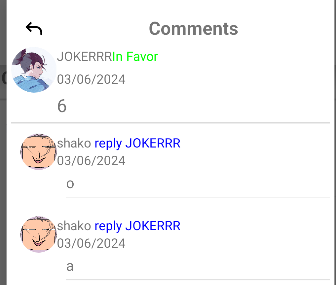 Comments
JOKERRRIn Favor
03/06/2024
6
shako reply JOKERRR
03/06/2024
o
shako reply JOKERRR
03/06/2024
a